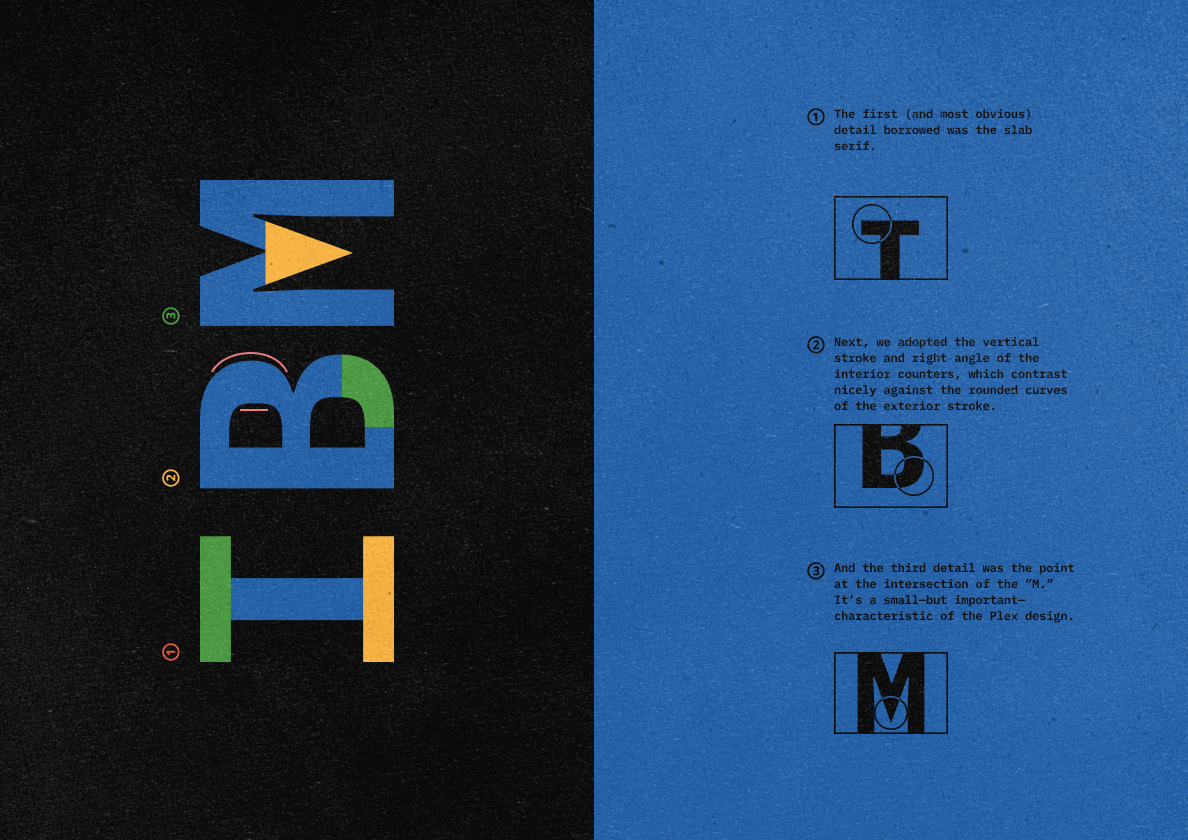 IBM
1
2
3
1 The first (and most obvious)
detail borrowed was the slab
serif.
T
2 Next, we adopted the vertical
stroke and right angle of the
interior counters, which contrast
nicely against the rounded curves
of the exterior stroke.
B
3 And the third detail was the point
at the intersection of the ”M.”
It’s a small—but important—
characteristic of the Plex design.
M